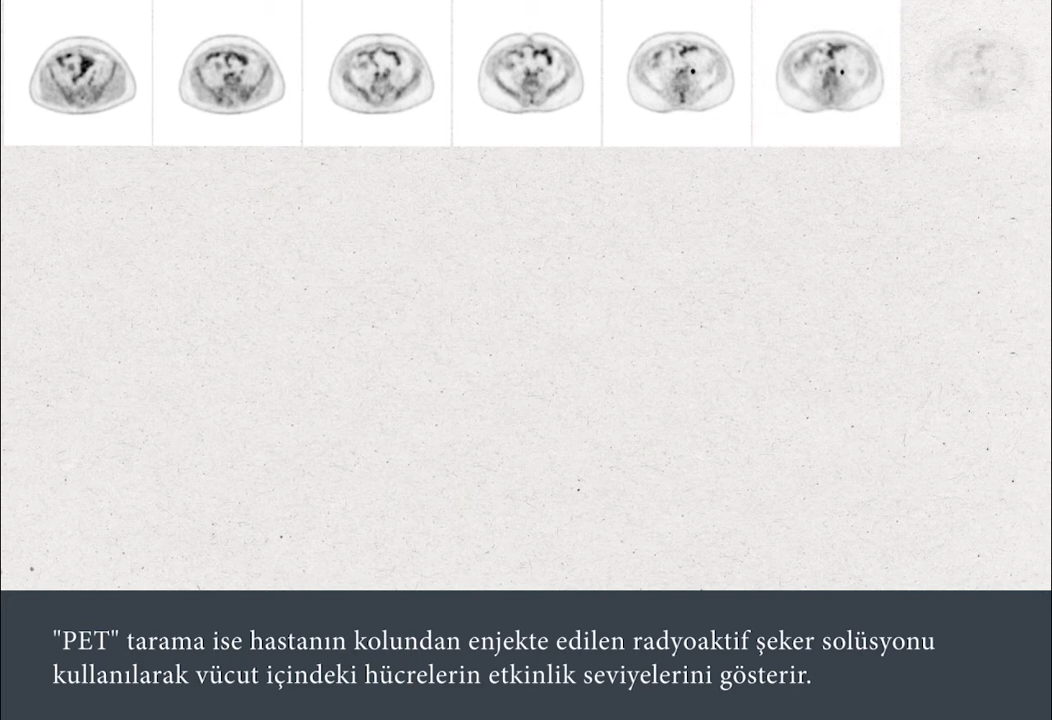 "PET" tarama ise hastanın kolundan enjekte edilen radyoaktif şeker solüsyonu
kullanılarak vücut içindeki hücrelerin etkinlik seviyelerini gösterir.